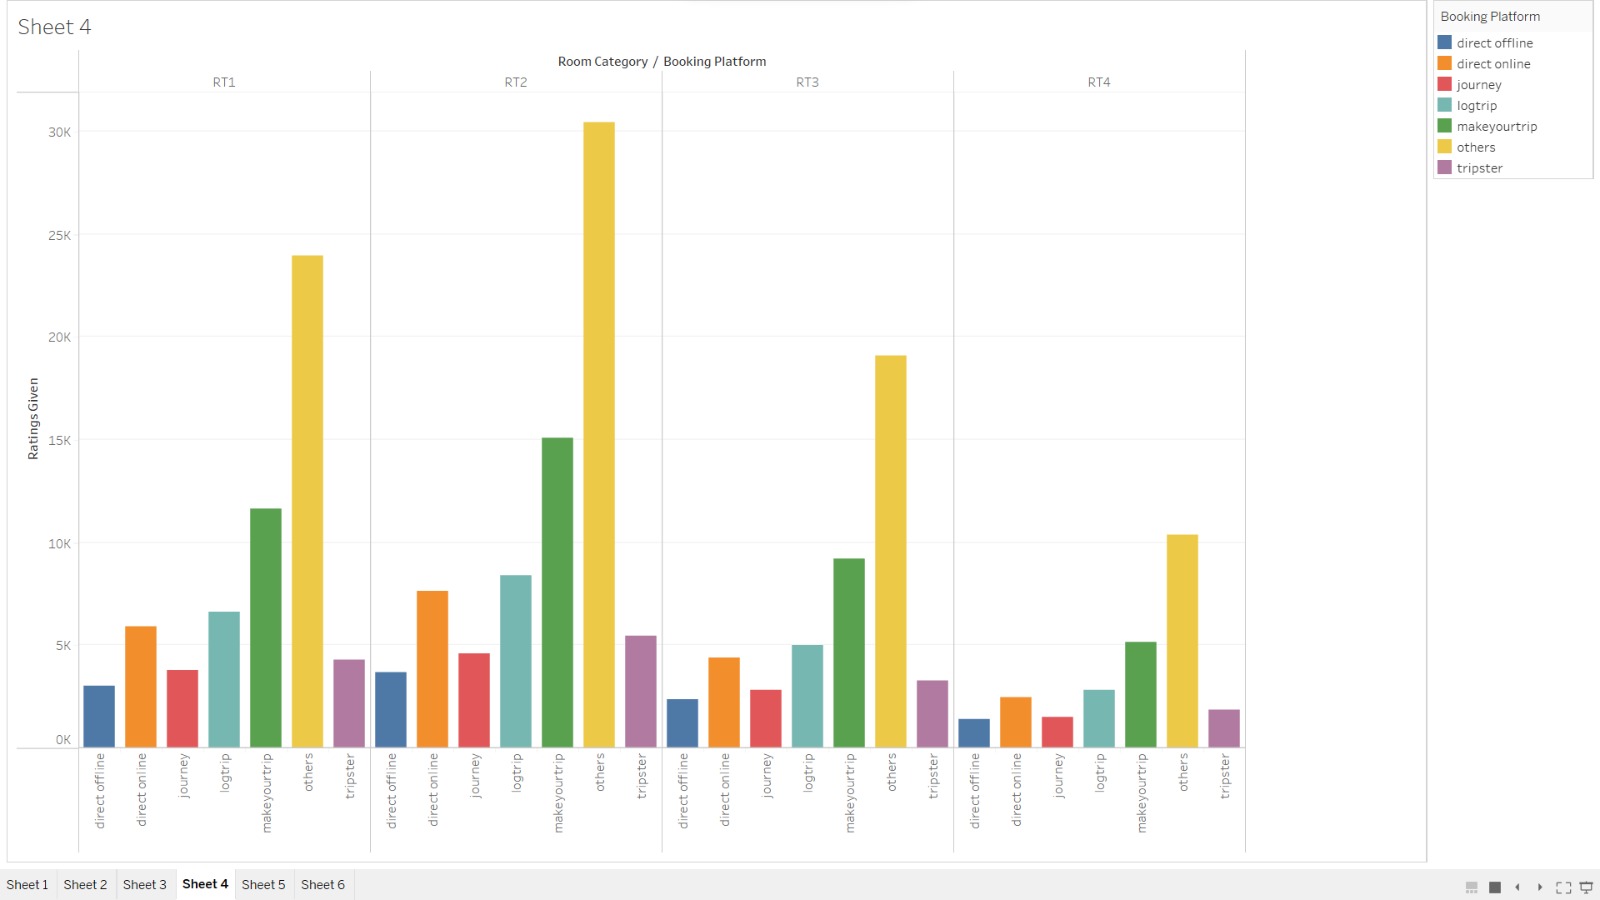 Sheet 4
Room Category / Booking Platform
RT1 RT2 RT3 RT4
Ratings Given
30K
25K
20K
15K
10K
5K
0K
direct offline direct online journey logtrip makeyourtrip others tripster direct offline direct online journey logtrip makeyourtrip others tripster direct offline direct online journey logtrip makeyourtrip others tripster direct offline direct online journey logtrip makeyourtrip others tripster
Booking Platform
direct offline
direct online
journey
logtrip
makeyourtrip
others
tripster
Sheet 1 Sheet 2 Sheet 3 Sheet 4 Sheet 5 Sheet 6